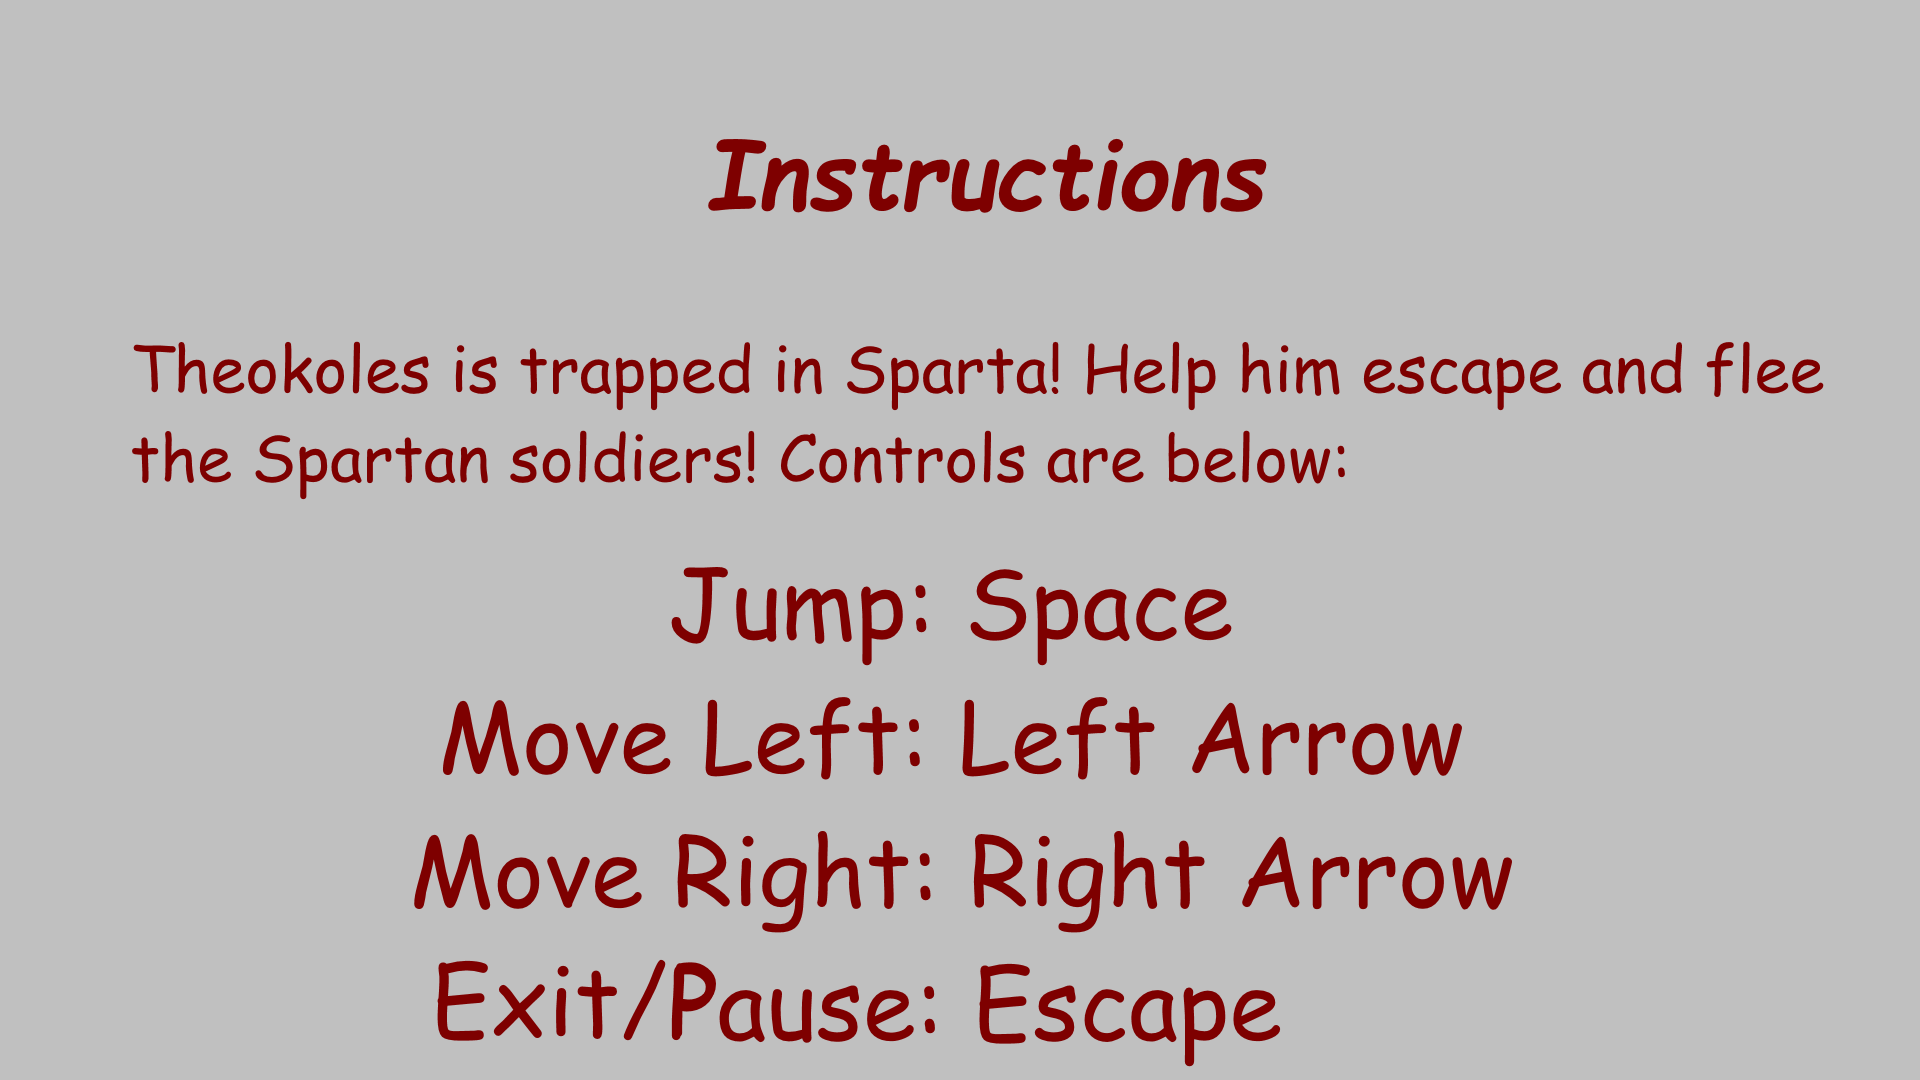 Instructions
Theokoles is trapped in Sparta! Help him escape and flee
the Spartan soldiers! Controls are below:
Jump: Space
Move Left: Left Arrow
Move Right: Right Arrow
Exit/Pause: Escape